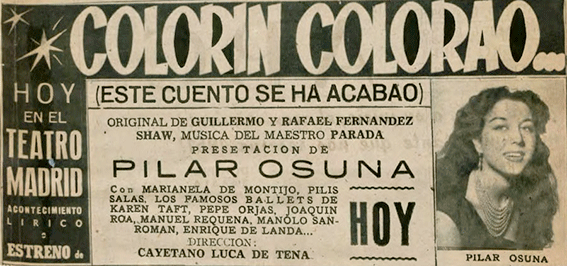 HOY
EN EL
TEATRO
MADRID
ACONTECIMIENTO
LIRICO
ESTRENO de
COLORIN COLORAO...
(ESTE CUENTO SE HA ACABAO)
ORIGINAL DE GUILLERMO Y RAFAEL FERNANDEZ
SHAW, MUSICA DEL MAESTRO PARADA
PRESETACION DE
PILAR OSUNA
Con MARIANELA DE MONTIJO, PILIS
SALAS, LOS FAMOSOS BALLETS DE
KAREN TAFT, PEPE ORJAS, JOAQUIN
ROA, MANUEL REQUENA, MANOLO SAN-
ROMAN, ENRIQUE DE LANDA...
DIRECCION:
CAYETANO LUCA DE TENA
HOY
PILAR OSUNA